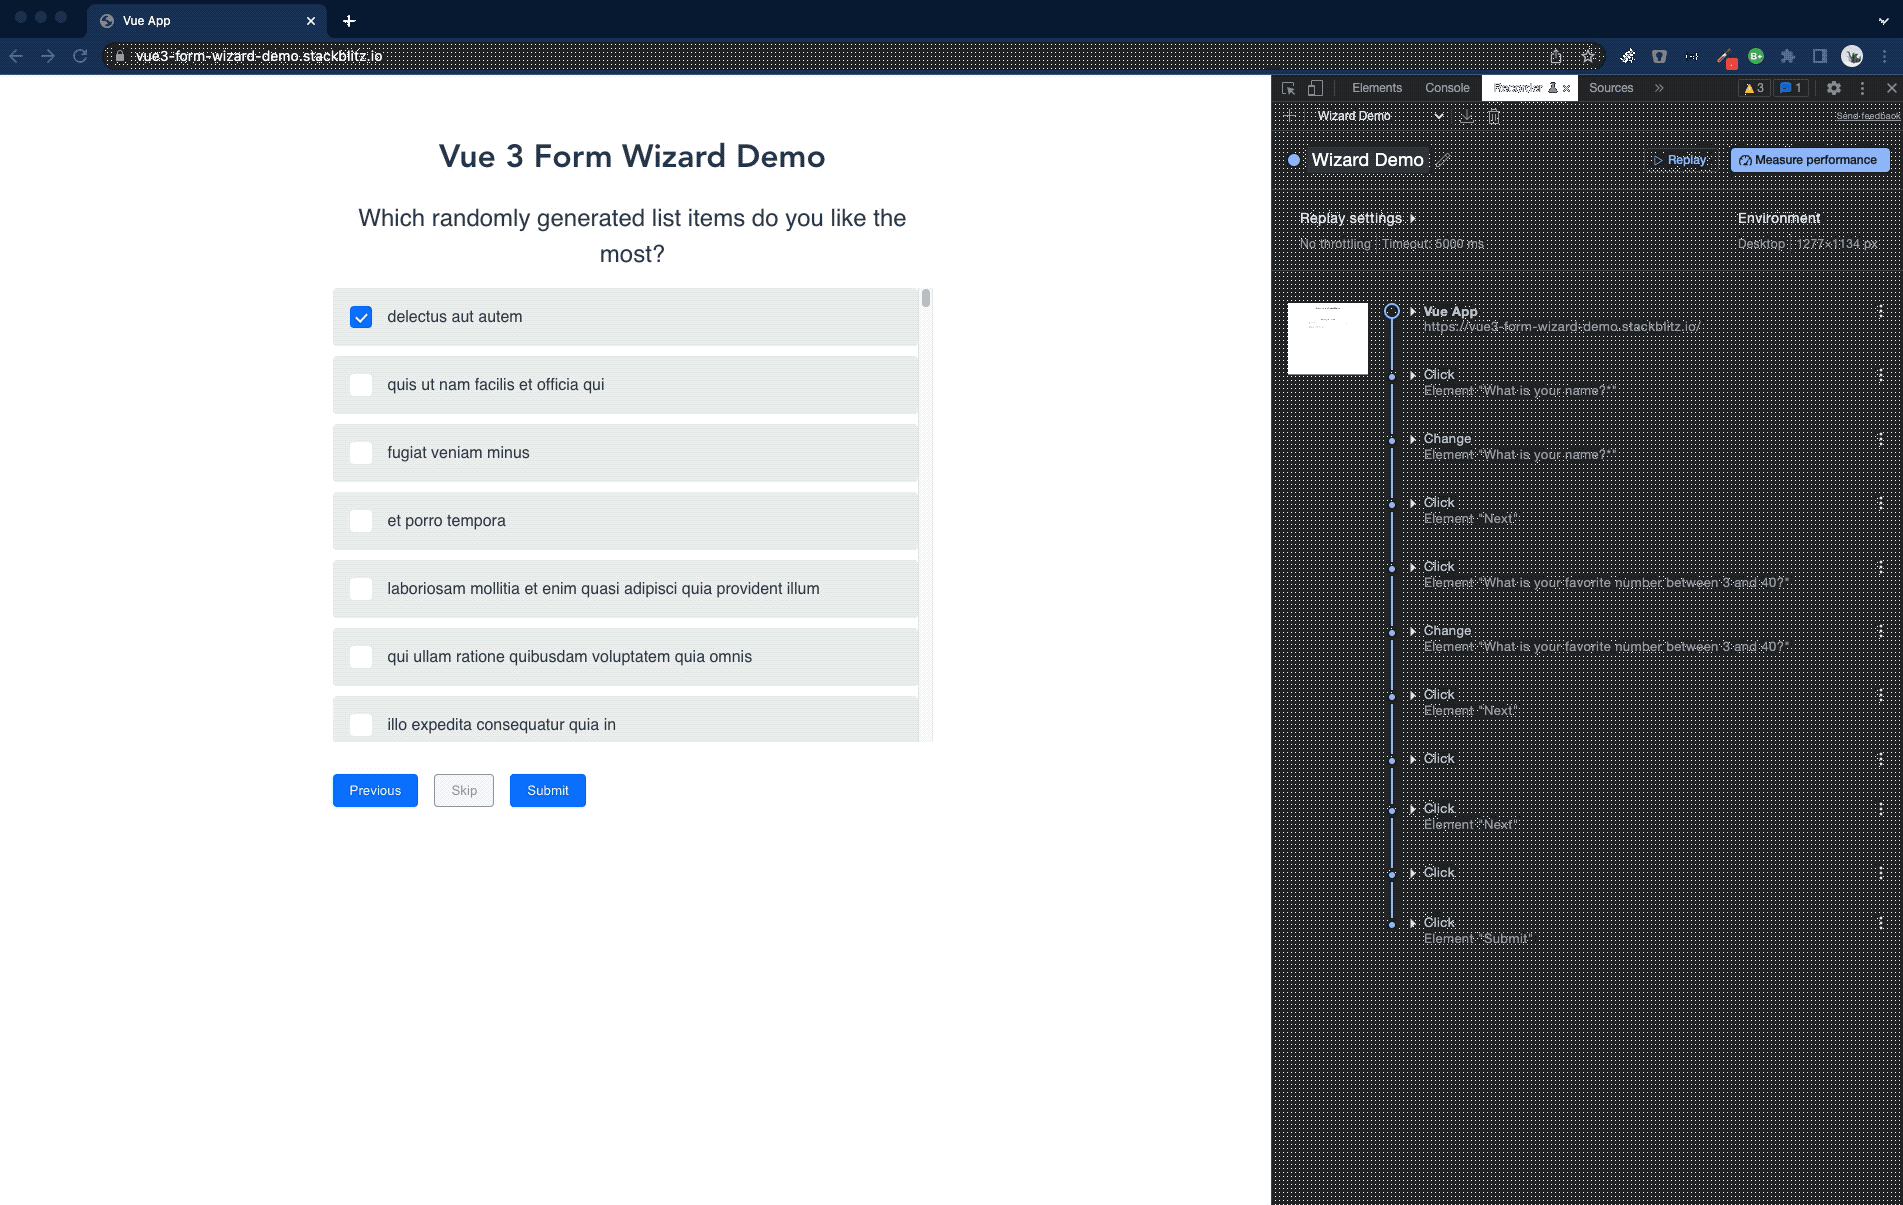 Vue App
vue3-form-wizard-demo.stackblitz.io
Vue 3 Form Wizard Demo
Which randomly generated list items do you like the
most?
delectus aut autem
quis ut nam facilis et officia qui
fugiat veniam minus
et porro tempora
laboriosam mollitia et enim quasi adipisci quia provident illum
qui ullam ratione quibusdam voluptatem quia omnis
illo expedita consequatur quia in
Previous
Skip
Submit
Elements
Console
Recorder
Sources
3
1
Wizard Demo
Send feedback
Wizard Demo
Replay
Measure performance
Replay settings
Environment
No throttling Timeout: 5000 ms
Desktop 1277×1134 px
Vue App
https://vue3-form-wizard-demo.stackblitz.io/
Click
Element "What is your name?*"
Change
Element "What is your name?*"
Click
Element "Next"
Click
Element "What is your favorite number between 3 and 40?"
Change
Element "What is your favorite number between 3 and 40?"
Click
Element "Next"
Click
Click
Element "Next"
Click
Click
Element "Submit"